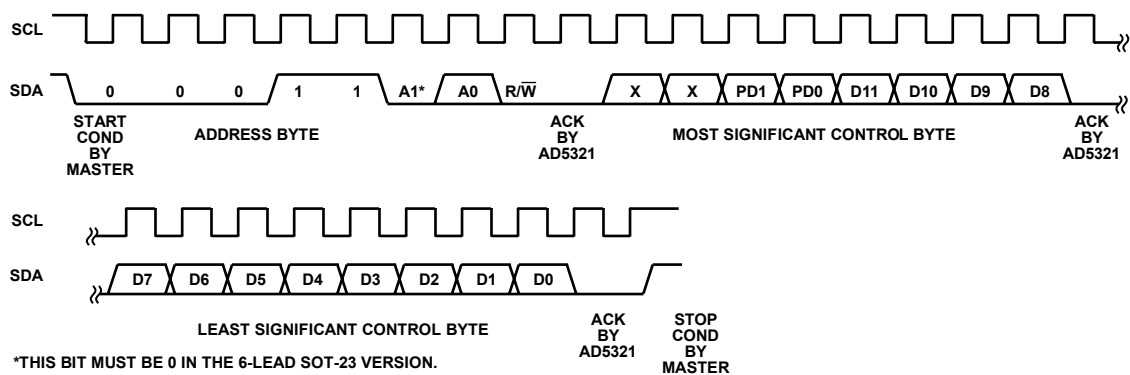 SCL
SDA 0 0 0 1 1 A1* A0 R/W̅ X X PD1 PD0 D11 D10 D9 D8
START
COND
BY
MASTER
ADDRESS BYTE
ACK
BY
AD5321
MOST SIGNIFICANT CONTROL BYTE
ACK
BY
AD5321
SCL
SDA D7 D6 D5 D4 D3 D2 D1 D0
LEAST SIGNIFICANT CONTROL BYTE
ACK
BY
AD5321
STOP
COND
BY
MASTER
*THIS BIT MUST BE 0 IN THE 6-LEAD SOT-23 VERSION.